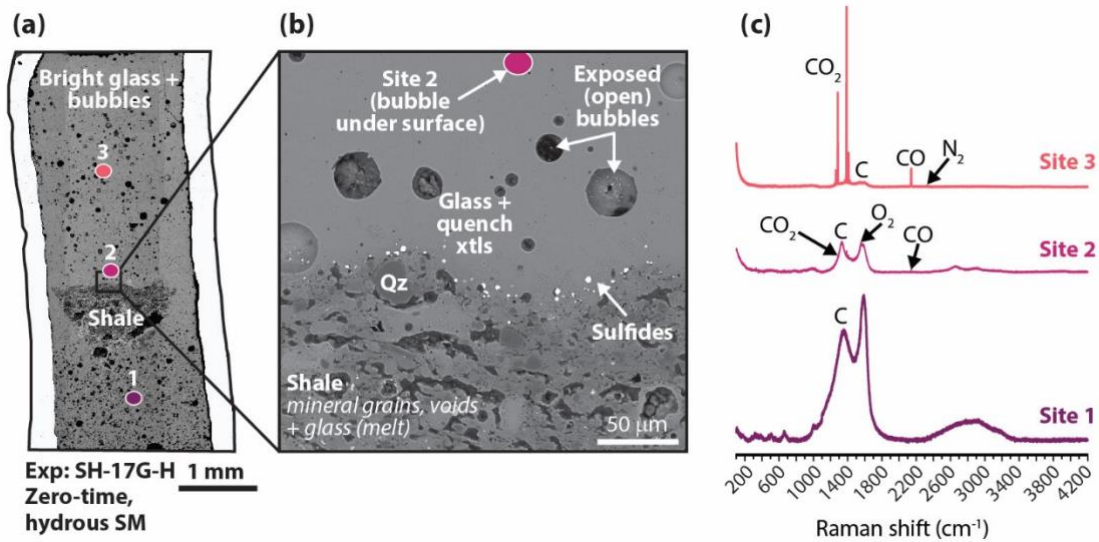 (a)
Bright glass +
bubbles
3
2
Shale
1
Exp: SH-17G-H
Zero-time,
hydrous SM
1 mm
(b)
Site 2
(bubble
under surface)
Exposed
(open)
bubbles
Glass +
quench
xtls
Qz
Sulfides
Shale
mineral grains, voids
+ glass (melt)
50 μm
(c)
CO₂
C
CO
N₂
Site 3
CO₂
C
O₂
CO
Site 2
C
Site 1
200 600 1000 1400 1800 2200 2600 3000 3400 3800 4200
Raman shift (cm⁻¹)